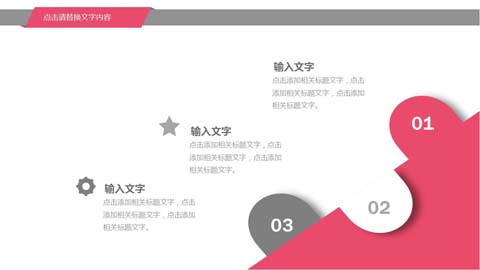 点击请替换文字内容
输入文字
点击添加相关标题文字，点击
添加相关标题文字，点击添加
相关标题文字。
01
输入文字
点击添加相关标题文字，点击
添加相关标题文字，点击添加
相关标题文字。
02
输入文字
点击添加相关标题文字，点击
添加相关标题文字，点击添加
相关标题文字。
03